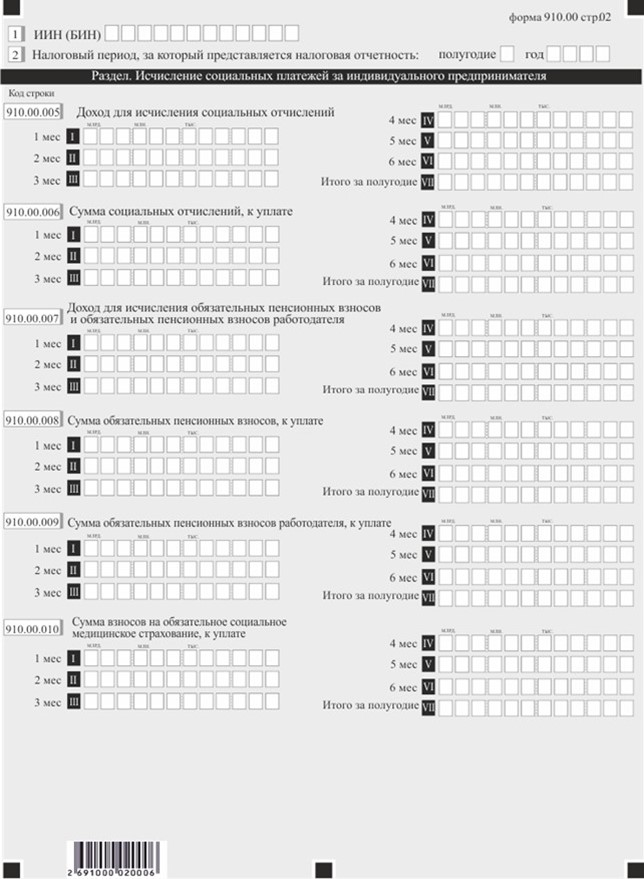 форма 910.00 стр.02
1 ИИН (БИН)
2 Налоговый период, за который представляется налоговая отчетность: полугодие год
Раздел. Исчисление социальных платежей за индивидуального предпринимателя
Код строки
910.00.005 Доход для исчисления социальных отчислений
млрд. млн. тыс.
1 мес I
2 мес II
3 мес III
млрд. млн. тыс.
4 мес IV
5 мес V
6 мес VI
Итого за полугодие VII
910.00.006 Сумма социальных отчислений, к уплате
млрд. млн. тыс.
1 мес I
2 мес II
3 мес III
млрд. млн. тыс.
4 мес IV
5 мес V
6 мес VI
Итого за полугодие VII
910.00.007 Доход для исчисления обязательных пенсионных взносов
и обязательных пенсионных взносов работодателя
млрд. млн. тыс.
1 мес I
2 мес II
3 мес III
млрд. млн. тыс.
4 мес IV
5 мес V
6 мес VI
Итого за полугодие VII
910.00.008 Сумма обязательных пенсионных взносов, к уплате
млрд. млн. тыс.
1 мес I
2 мес II
3 мес III
млрд. млн. тыс.
4 мес IV
5 мес V
6 мес VI
Итого за полугодие VII
910.00.009 Сумма обязательных пенсионных взносов работодателя, к уплате
млрд. млн. тыс.
1 мес I
2 мес II
3 мес III
млрд. млн. тыс.
4 мес IV
5 мес V
6 мес VI
Итого за полугодие VII
910.00.010 Сумма взносов на обязательное социальное
медицинское страхование, к уплате
млрд. млн. тыс.
1 мес I
2 мес II
3 мес III
млрд. млн. тыс.
4 мес IV
5 мес V
6 мес VI
Итого за полугодие VII
2 691000 020006